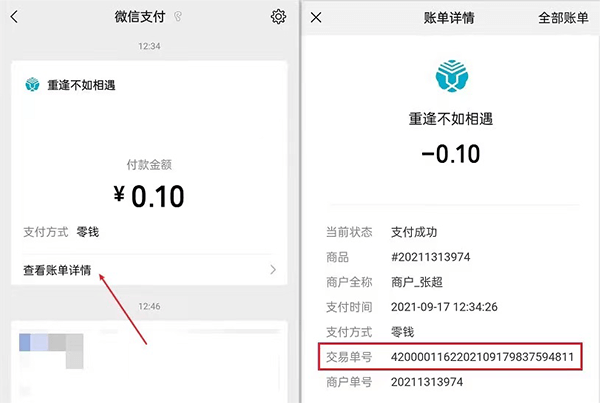 微信支付
12:34
重逢不如相遇
付款金额
¥0.10
支付方式 零钱
查看账单详情
12:46
账单详情
全部账单
重逢不如相遇
-0.10
当前状态 支付成功
商品 #20211313974
商户全称 商户_张超
支付时间 2021-09-17 12:34:26
支付方式 零钱
交易单号 4200001162202109179837594811
商户单号 20211313974